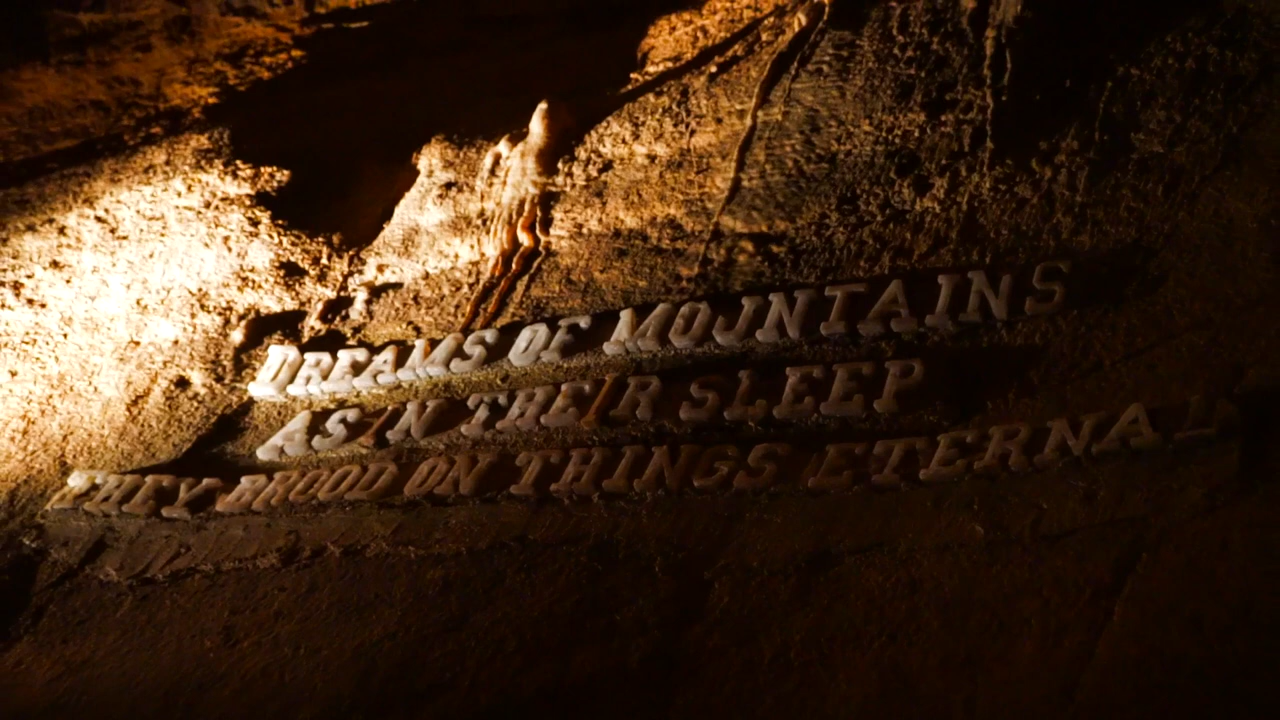 DREAMS OF MOUNTAINS
AS IN THEIR SLEEP
THEY BROOD ON THINGS ETERNAL